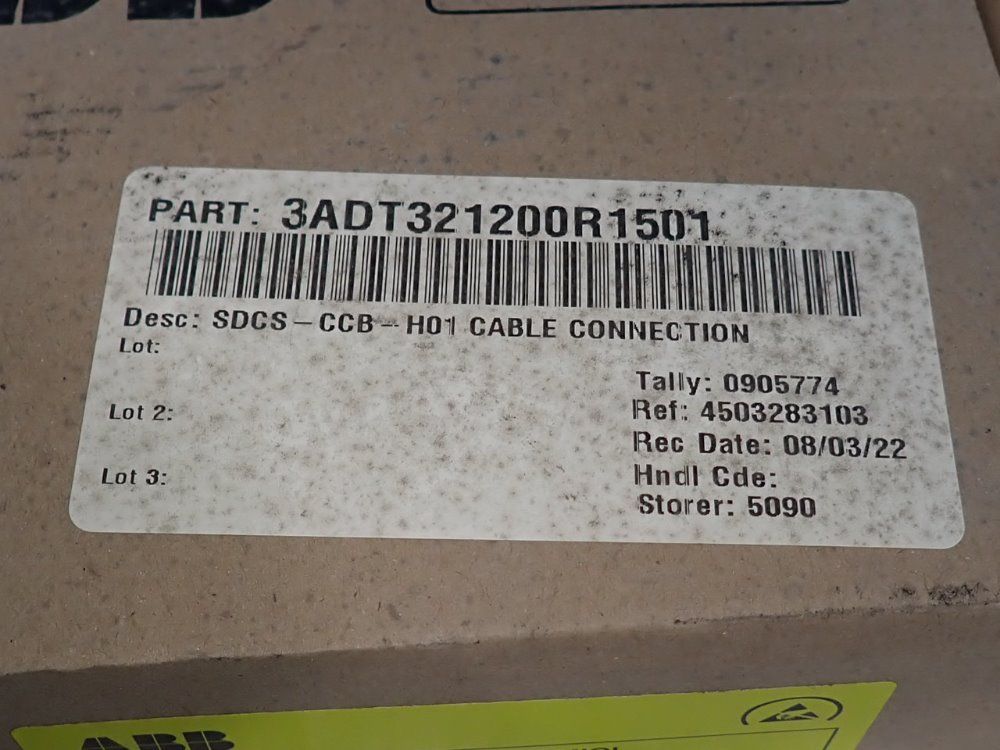 PART: 3ADT321200R1501
Desc: SDCS-CCB-H01 CABLE CONNECTION
Lot:
Tally: 0905774
Lot 2:
Ref: 4503283103
Rec Date: 08/03/22
Lot 3:
Hndl Cde:
Storer: 5090
ABB